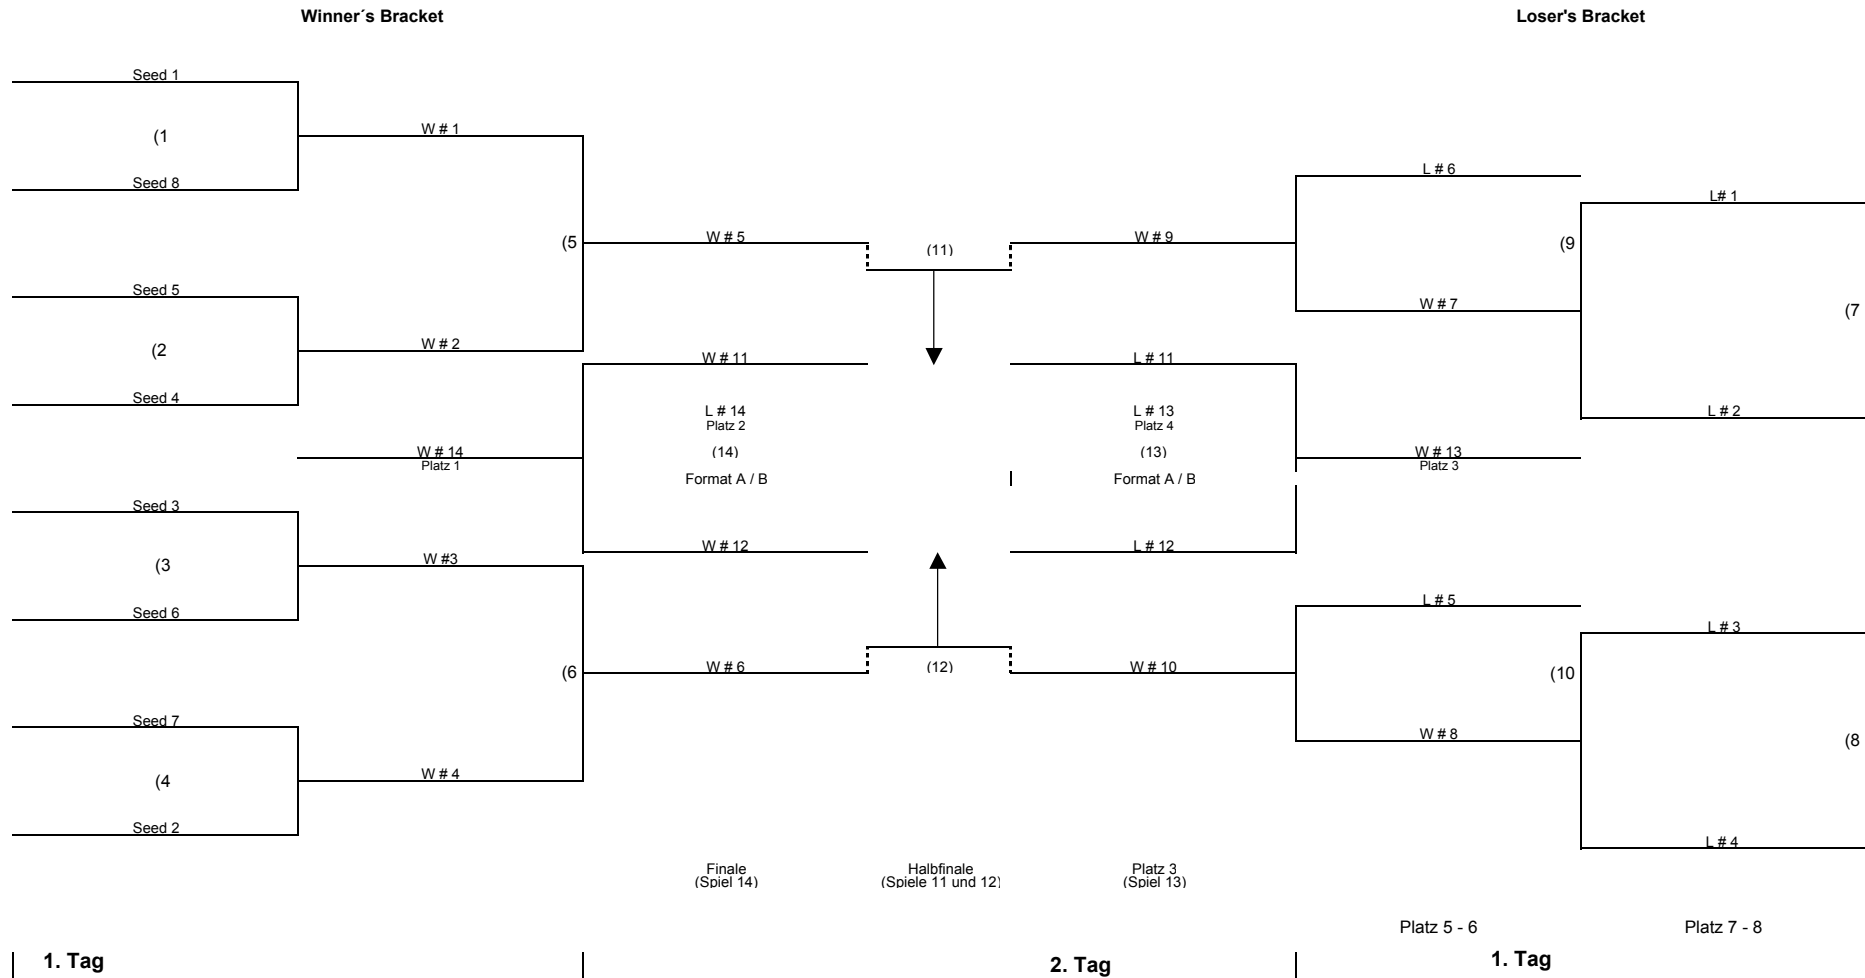 Winner´s Bracket
Loser's Bracket
Seed 1
(1
W # 1
Seed 8
L # 6
L# 1
(5
W # 5
(11)
W # 9
(9
Seed 5
W # 7
(7
(2
W # 2
W # 11
L # 11
Seed 4
L # 14
Platz 2
L # 13
Platz 4
L # 2
W # 14
Platz 1
(14)
(13)
W # 13
Platz 3
Format A / B
Format A / B
Seed 3
W # 12
L # 12
(3
W #3
Seed 6
L # 5
L # 3
(6
W # 6
(12)
W # 10
(10
Seed 7
W # 8
(8
(4
W # 4
Seed 2
L # 4
Finale
(Spiel 14)
Halbfinale
(Spiele 11 und 12)
Platz 3
(Spiel 13)
Platz 5 - 6
Platz 7 - 8
1. Tag
2. Tag
1. Tag